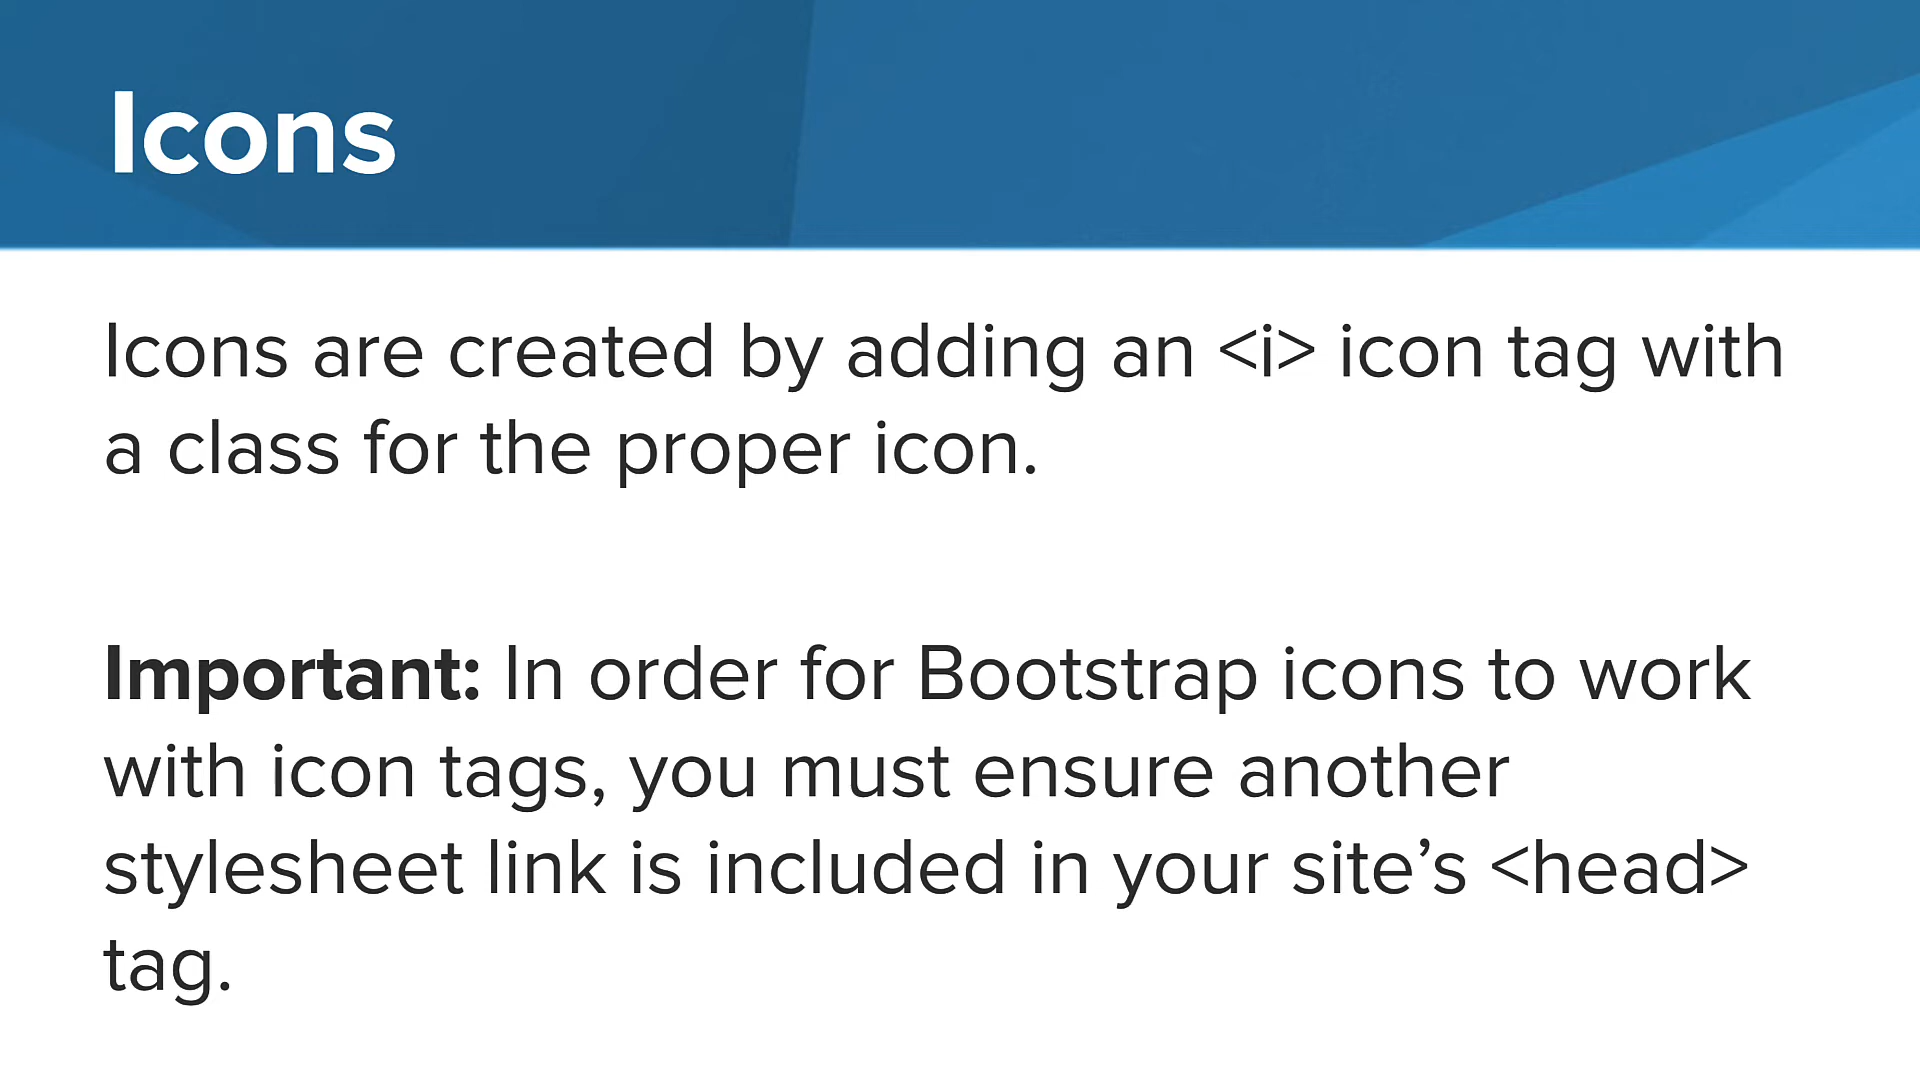 Icons
Icons are created by adding an <i> icon tag with
a class for the proper icon.
Important: In order for Bootstrap icons to work
with icon tags, you must ensure another
stylesheet link is included in your site’s <head>
tag.